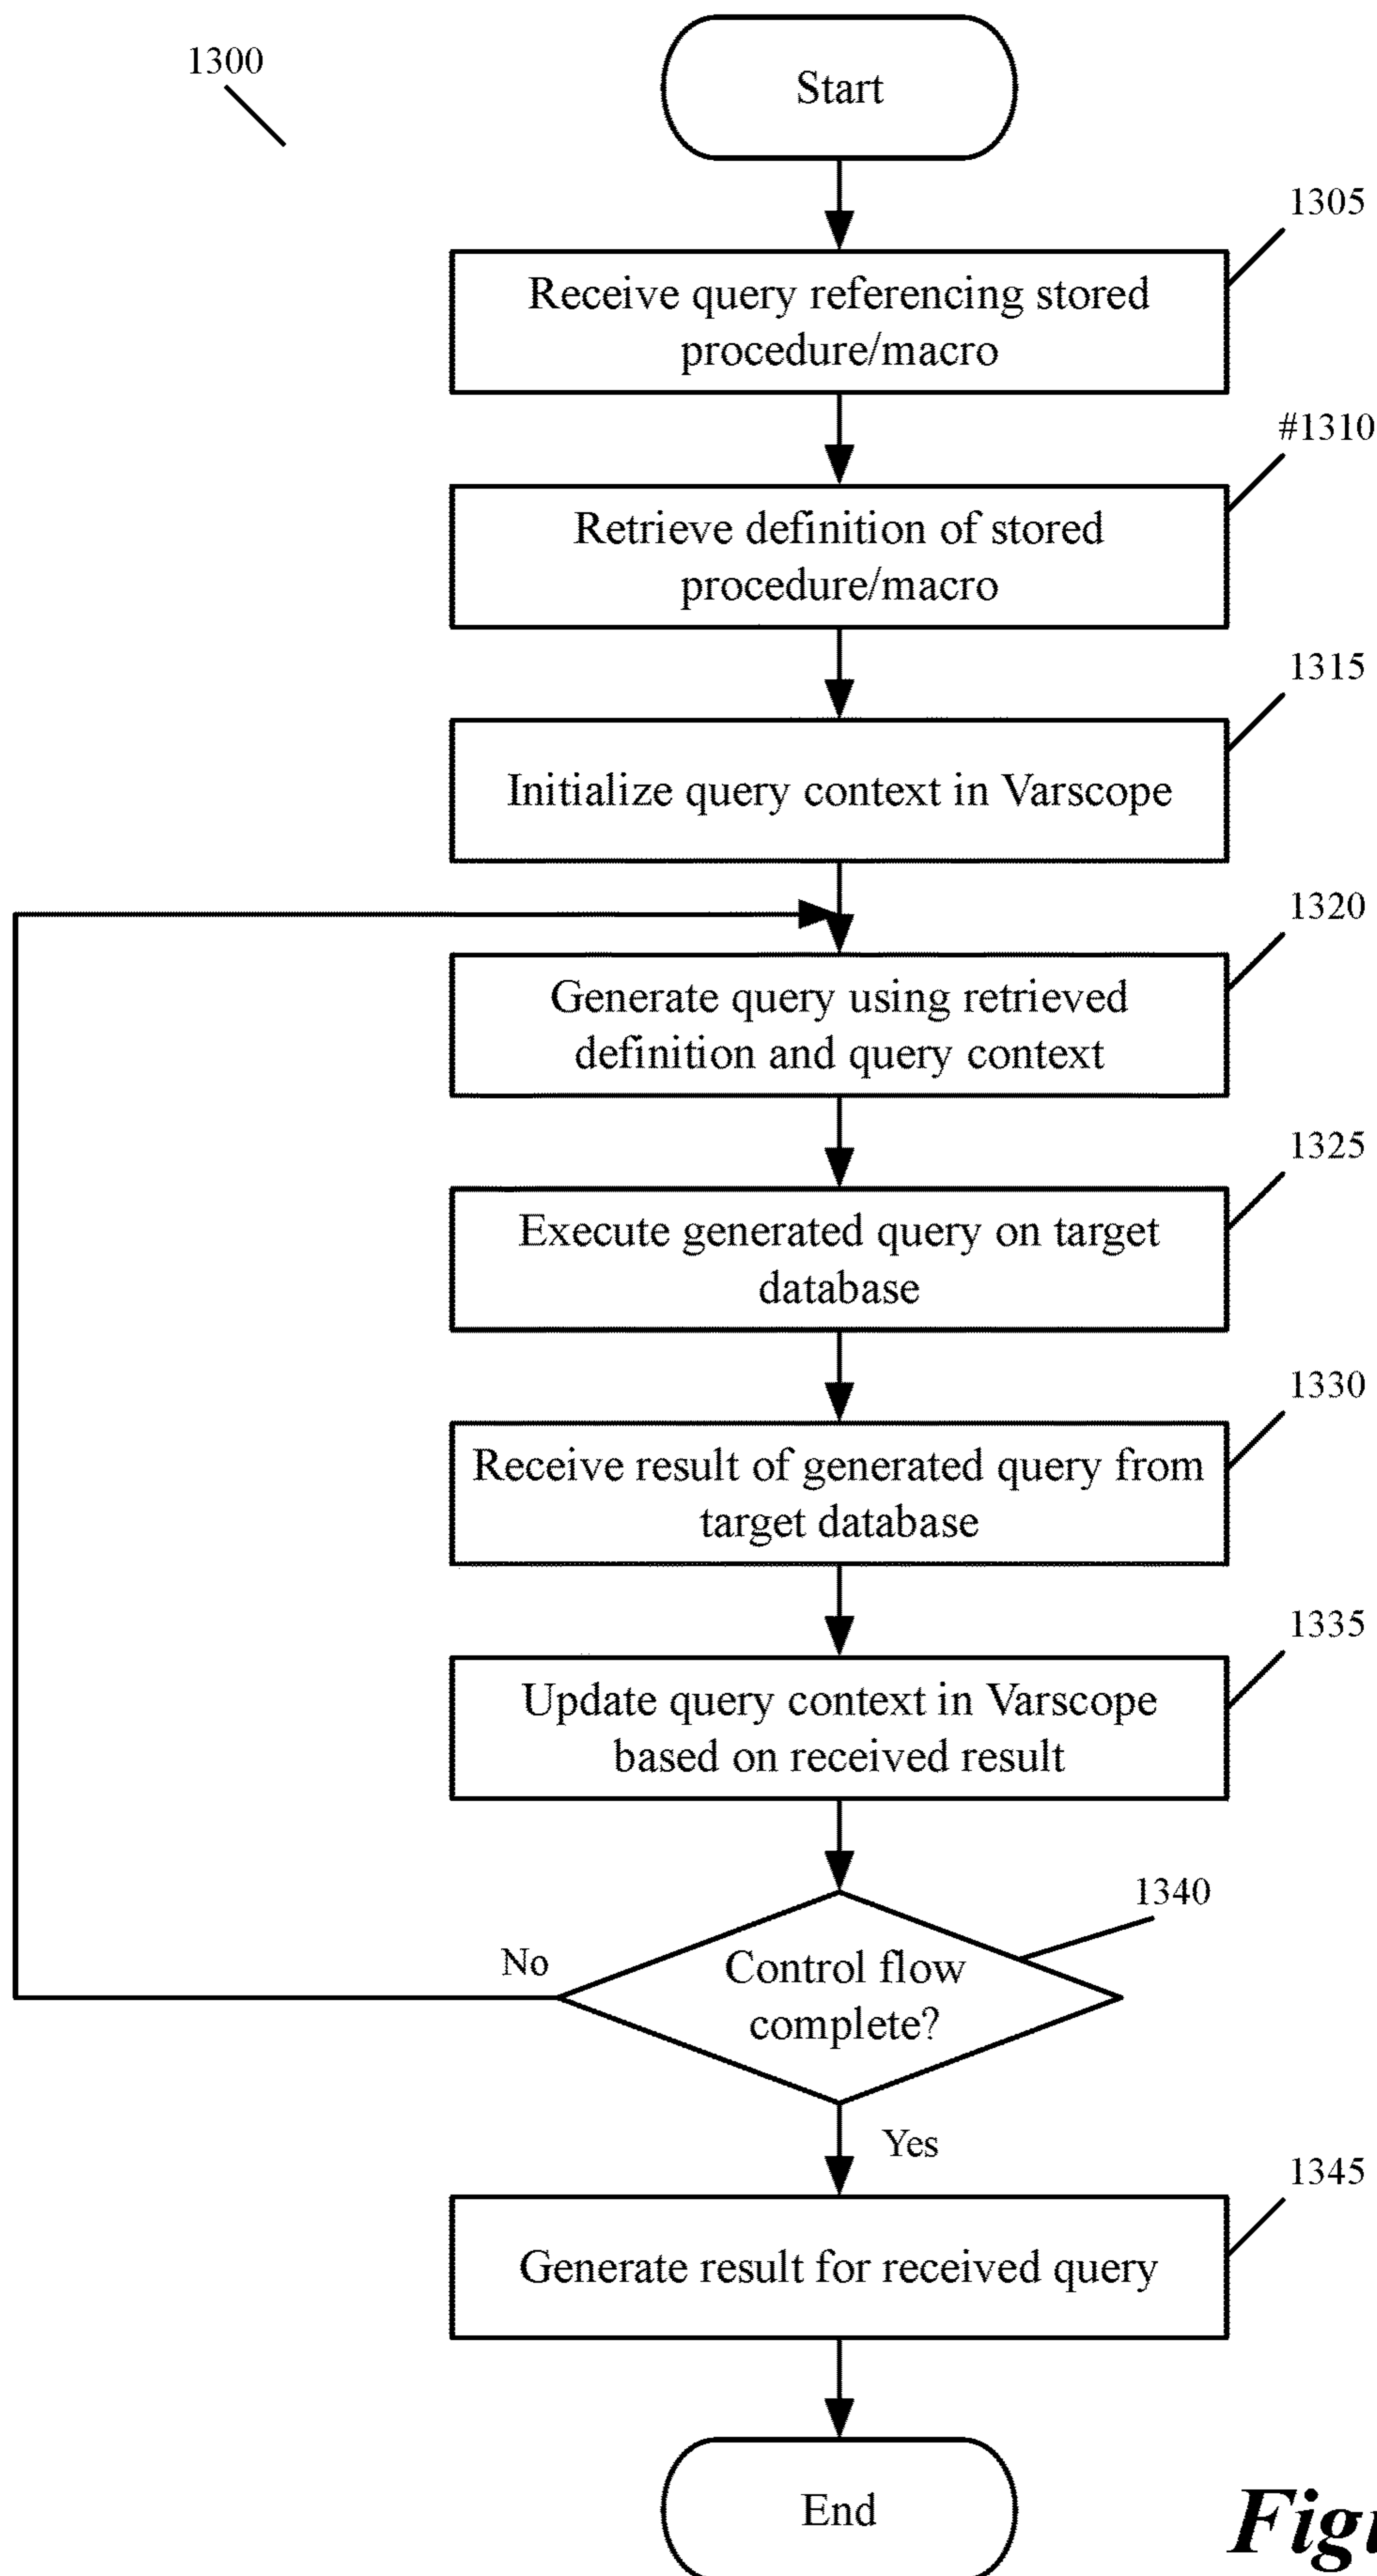 1300
Start
1305
Receive query referencing stored
procedure/macro
#1310
Retrieve definition of stored
procedure/macro
1315
Initialize query context in Varscope
1320
Generate query using retrieved
definition and query context
1325
Execute generated query on target
database
1330
Receive result of generated query from
target database
1335
Update query context in Varscope
based on received result
1340
No
Control flow
complete?
Yes
1345
Generate result for received query
End